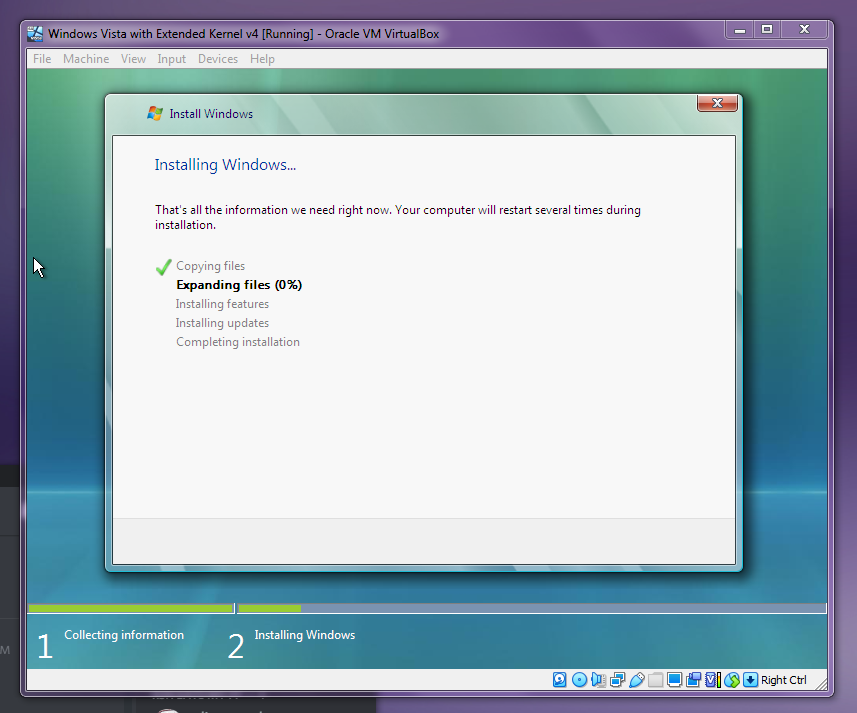 Windows Vista with Extended Kernel v4 [Running] - Oracle VM VirtualBox
File Machine View Input Devices Help
Install Windows
Installing Windows...
That's all the information we need right now. Your computer will restart several times during
installation.
Copying files
Expanding files (0%)
Installing features
Installing updates
Completing installation
1 Collecting information 2 Installing Windows
M
Right Ctrl